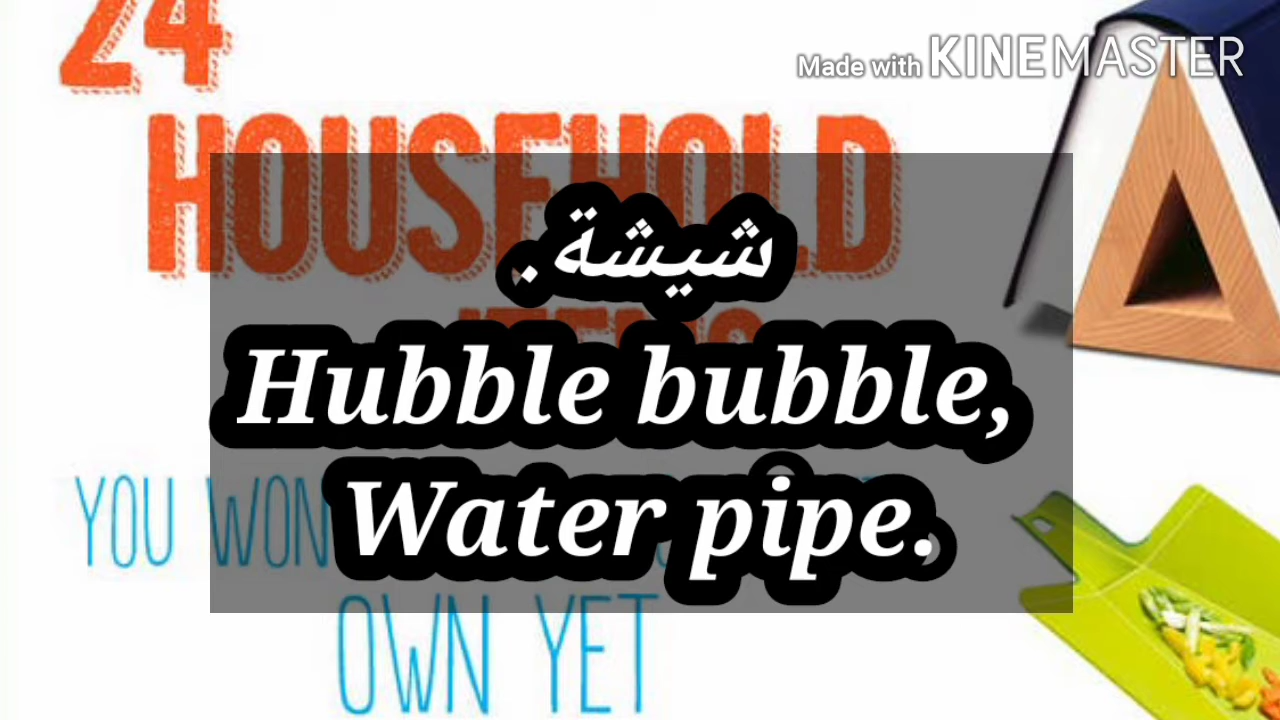 Made with KINEMASTER
24
HOUSEHOLD
شيشة.
Hubble bubble,
Water pipe.
YOU WON
OWN YET